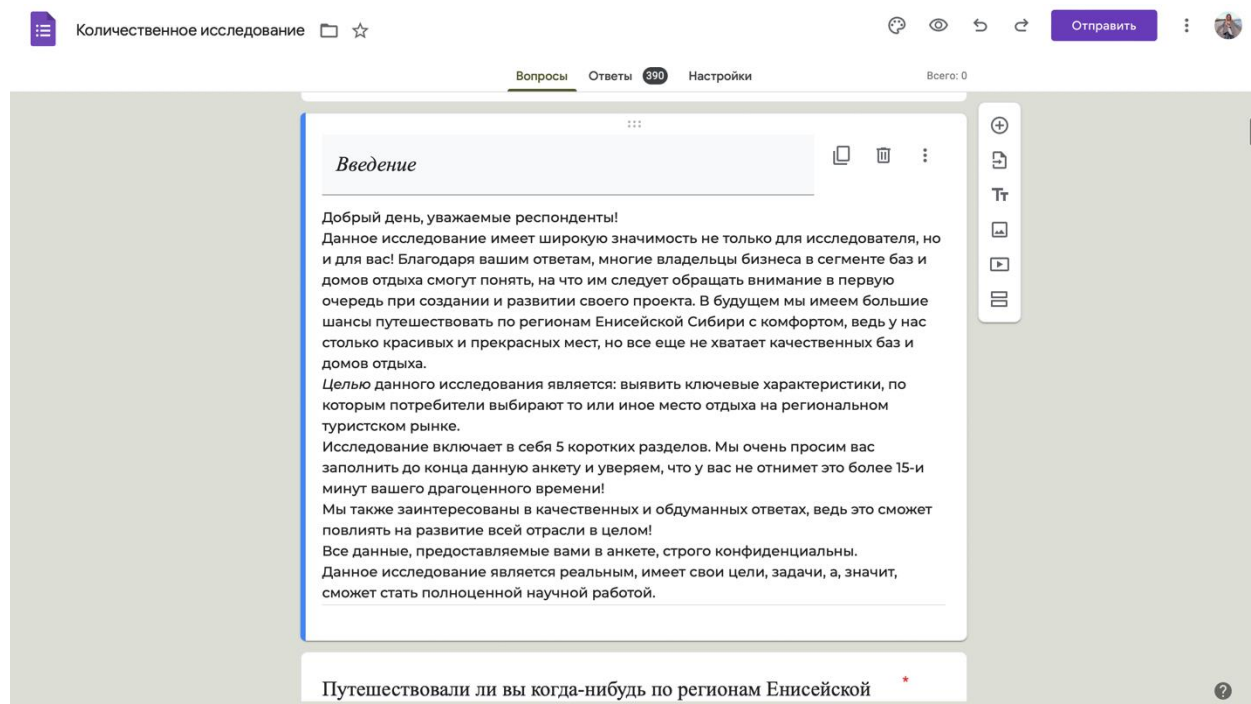 Количественное исследование
Отправить
Вопросы Ответы 390 Настройки Всего: 0
Введение
Добрый день, уважаемые респонденты!
Данное исследование имеет широкую значимость не только для исследователя, но
и для вас! Благодаря вашим ответам, многие владельцы бизнеса в сегменте баз и
домов отдыха смогут понять, на что им следует обращать внимание в первую
очередь при создании и развитии своего проекта. В будущем мы имеем большие
шансы путешествовать по регионам Енисейской Сибири с комфортом, ведь у нас
столько красивых и прекрасных мест, но все еще не хватает качественных баз и
домов отдыха.
Целью данного исследования является: выявить ключевые характеристики, по
которым потребители выбирают то или иное место отдыха на региональном
туристском рынке.
Исследование включает в себя 5 коротких разделов. Мы очень просим вас
заполнить до конца данную анкету и уверяем, что у вас не отнимет это более 15-и
минут вашего драгоценного времени!
Мы также заинтересованы в качественных и обдуманных ответах, ведь это сможет
повлиять на развитие всей отрасли в целом!
Все данные, предоставляемые вами в анкете, строго конфиденциальны.
Данное исследование является реальным, имеет свои цели, задачи, а, значит,
сможет стать полноценной научной работой.
Путешествовали ли вы когда-нибудь по регионам Енисейской *